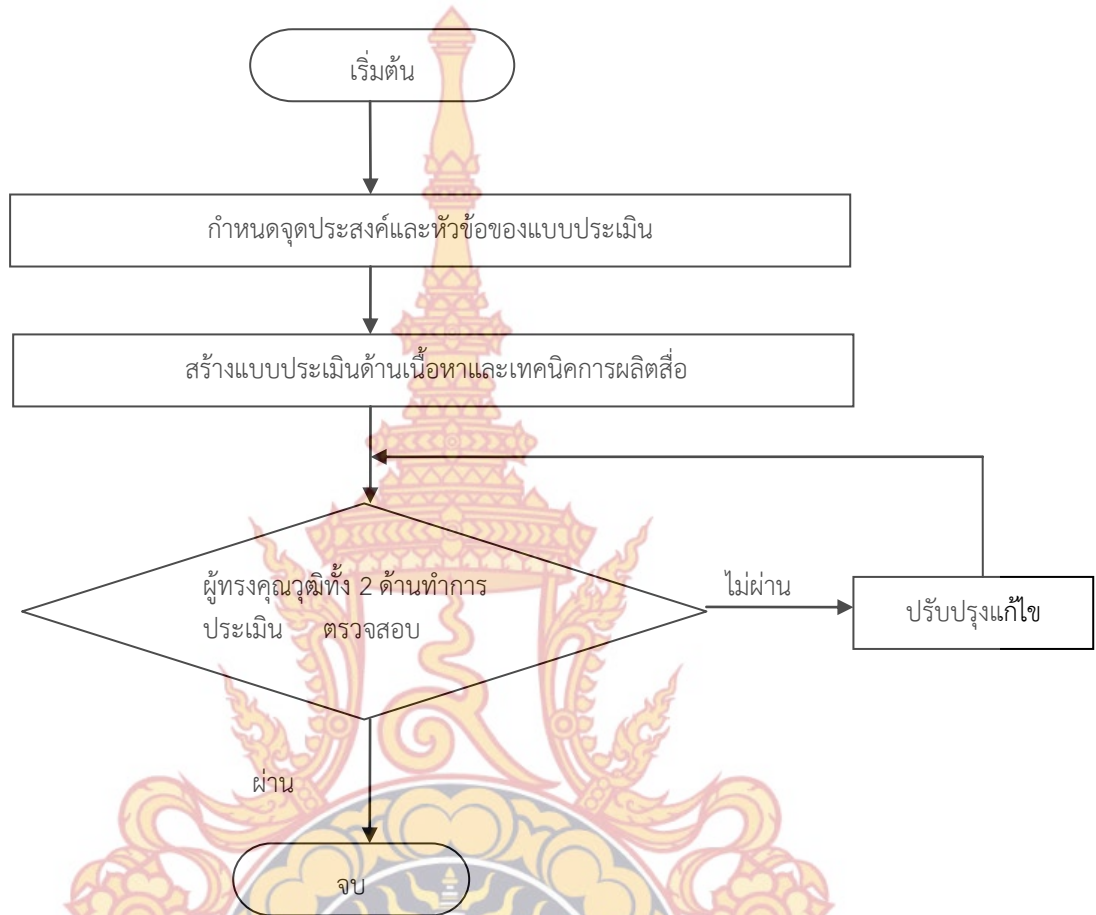 เริ่มต้น
กำหนดจุดประสงค์และหัวข้อของแบบประเมิน
สร้างแบบประเมินด้านเนื้อหาและเทคนิคการผลิตสื่อ
ผู้ทรงคุณวุฒิทั้ง 2 ด้านทำการ
ประเมิน ตรวจสอบ
ไม่ผ่าน
ปรับปรุงแก้ไข
ผ่าน
จบ